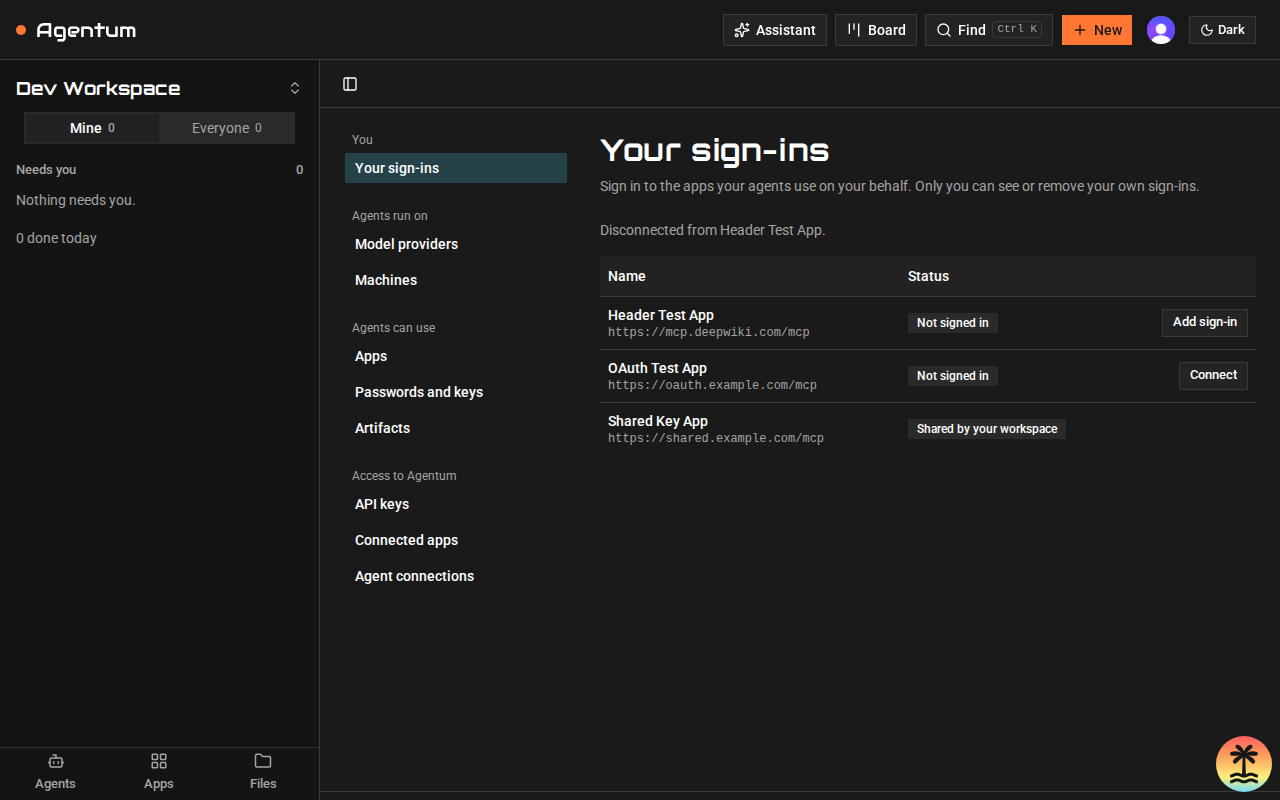 Agentum
Assistant
Board
Find Ctrl K
New
Dark
Dev Workspace
Mine 0
Everyone 0
Needs you 0
Nothing needs you.
0 done today
Agents
Apps
Files
You
Your sign-ins
Agents run on
Model providers
Machines
Agents can use
Apps
Passwords and keys
Artifacts
Access to Agentum
API keys
Connected apps
Agent connections
Your sign-ins
Sign in to the apps your agents use on your behalf. Only you can see or remove your own sign-ins.
Disconnected from Header Test App.
Name Status
Header Test App
https://mcp.deepwiki.com/mcp
Not signed in
Add sign-in
OAuth Test App
https://oauth.example.com/mcp
Not signed in
Connect
Shared Key App
https://shared.example.com/mcp
Shared by your workspace